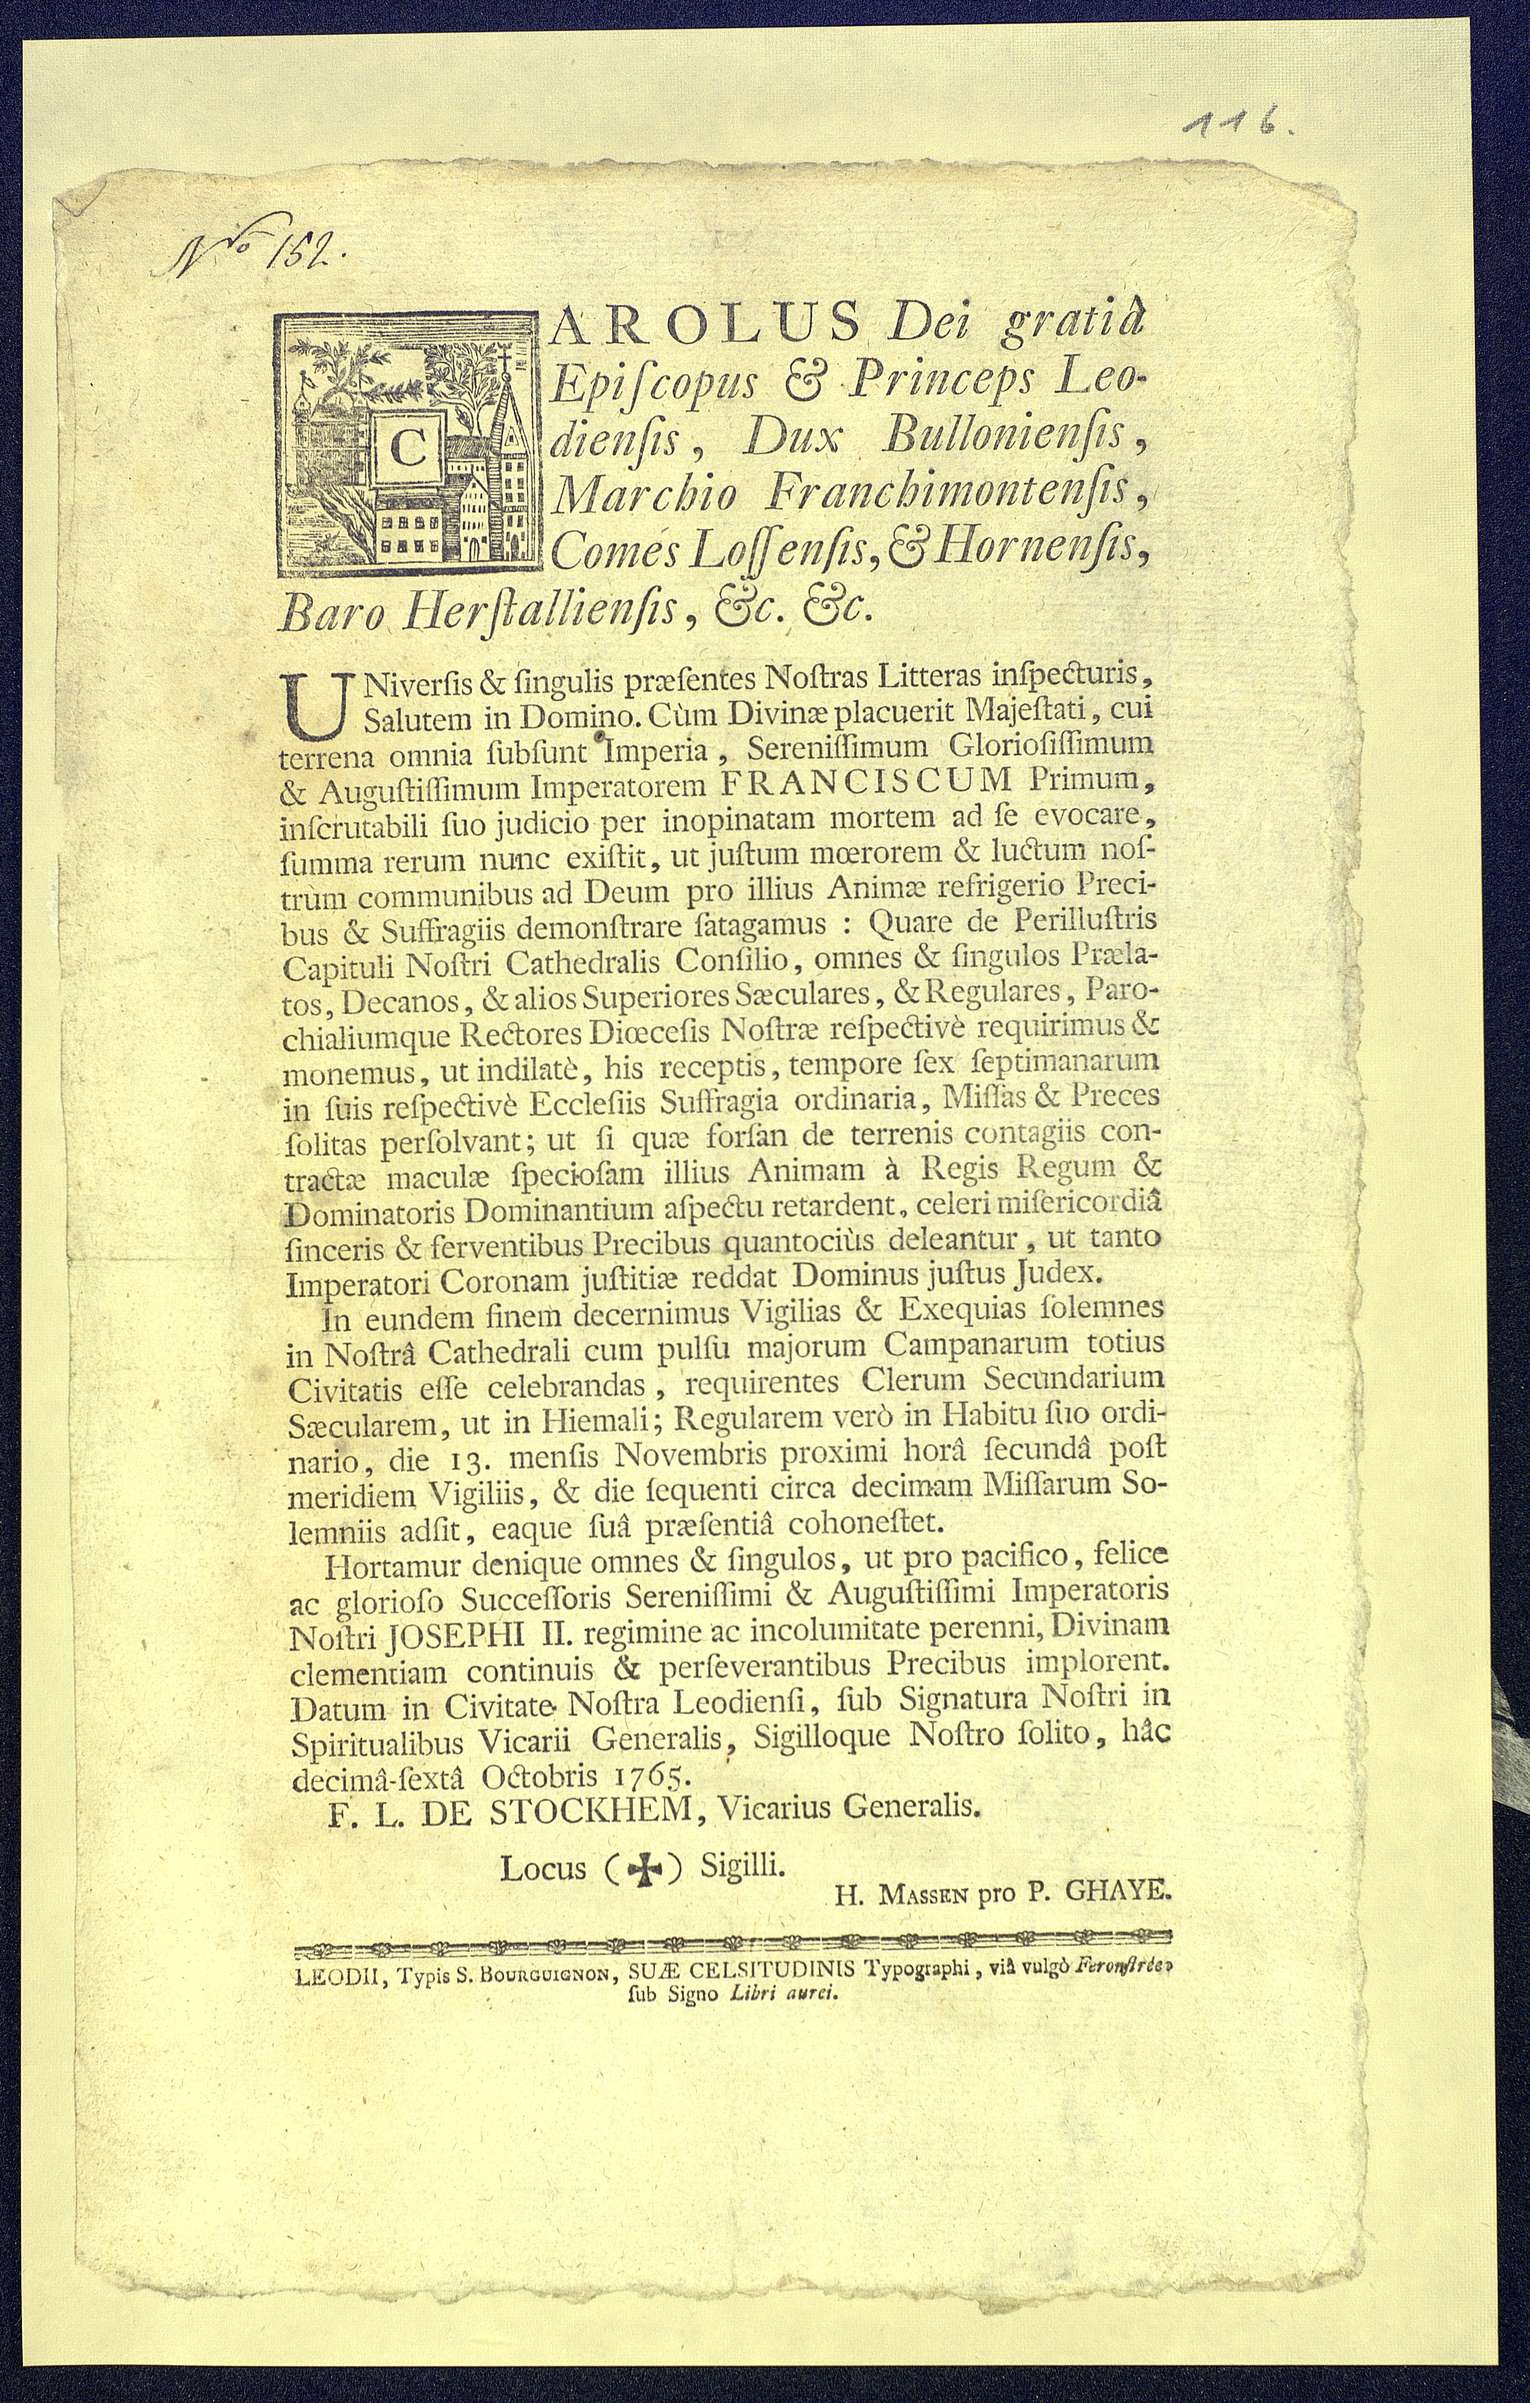 116.
Nro 152.
CAROLUS Dei gratiâ
Epiſcopus & Princeps Leo-
dienſis, Dux Bullonienſis,
Marchio Franchimontenſis,
Comes Loſſenſis, & Hornenſis,
Baro Herſtallienſis, &c. &c.
UNiverſis & ſingulis præſentes Noſtras Litteras inſpecturis,
Salutem in Domino. Cùm Divinæ placuerit Majeſtati, cui
terrena omnia ſubſunt Imperia, Sereniſſimum Glorioſiſſimum
& Auguſtiſſimum Imperatorem FRANCISCUM Primum,
inſcrutabili ſuo judicio per inopinatam mortem ad ſe evocare,
ſumma rerum nunc exiſtit, ut juſtum mœrorem & luctum noſ-
trùm communibus ad Deum pro illius Animæ refrigerio Preci-
bus & Suffragiis demonſtrare ſatagamus : Quare de Perilluſtris
Capituli Noſtri Cathedralis Conſilio, omnes & ſingulos Præla-
tos, Decanos, & alios Superiores Sæculares, & Regulares, Paro-
chialiumque Rectores Diœceſis Noſtræ reſpectivè requirimus &
monemus, ut indilatè, his receptis, tempore ſex ſeptimanarum
in ſuis reſpectivè Eccleſiis Suffragia ordinaria, Miſſas & Preces
ſolitas perſolvant; ut ſi quæ forſan de terrenis contagiis con-
tractæ maculæ ſpecioſam illius Animam à Regis Regum &
Dominatoris Dominantium aſpectu retardent, celeri miſericordiâ
ſinceris & ferventibus Precibus quantociùs deleantur, ut tanto
Imperatori Coronam juſtitiæ reddat Dominus juſtus Judex.
In eundem finem decernimus Vigilias & Exequias ſolemnes
in Noſtrâ Cathedrali cum pulſu majorum Campanarum totius
Civitatis eſſe celebrandas, requirentes Clerum Secundarium
Sæcularem, ut in Hiemali; Regularem verò in Habitu ſuo ordi-
nario, die 13. menſis Novembris proximi horâ ſecundâ poſt
meridiem Vigiliis, & die ſequenti circa decimam Miſſarum So-
lemniis adſit, eaque ſuâ præſentiâ cohoneſtet.
Hortamur denique omnes & ſingulos, ut pro pacifico, felice
ac glorioſo Succeſſoris Sereniſſimi & Auguſtiſſimi Imperatoris
Noſtri JOSEPHI II. regimine ac incolumitate perenni, Divinam
clementiam continuis & perſeverantibus Precibus implorent.
Datum in Civitate Noſtra Leodienſi, ſub Signatura Noſtri in
Spiritualibus Vicarii Generalis, Sigilloque Noſtro ſolito, hâc
decimâ-ſextâ Octobris 1765.
F. L. DE STOCKHEM, Vicarius Generalis.
Locus (✠) Sigilli.
H. MASSEN pro P. GHAYE.
LEODII, Typis S. BOURGUIGNON, SUÆ CELSITUDINIS Typographi, viâ vulgò Feronſtrée,
ſub Signo Libri aurei.